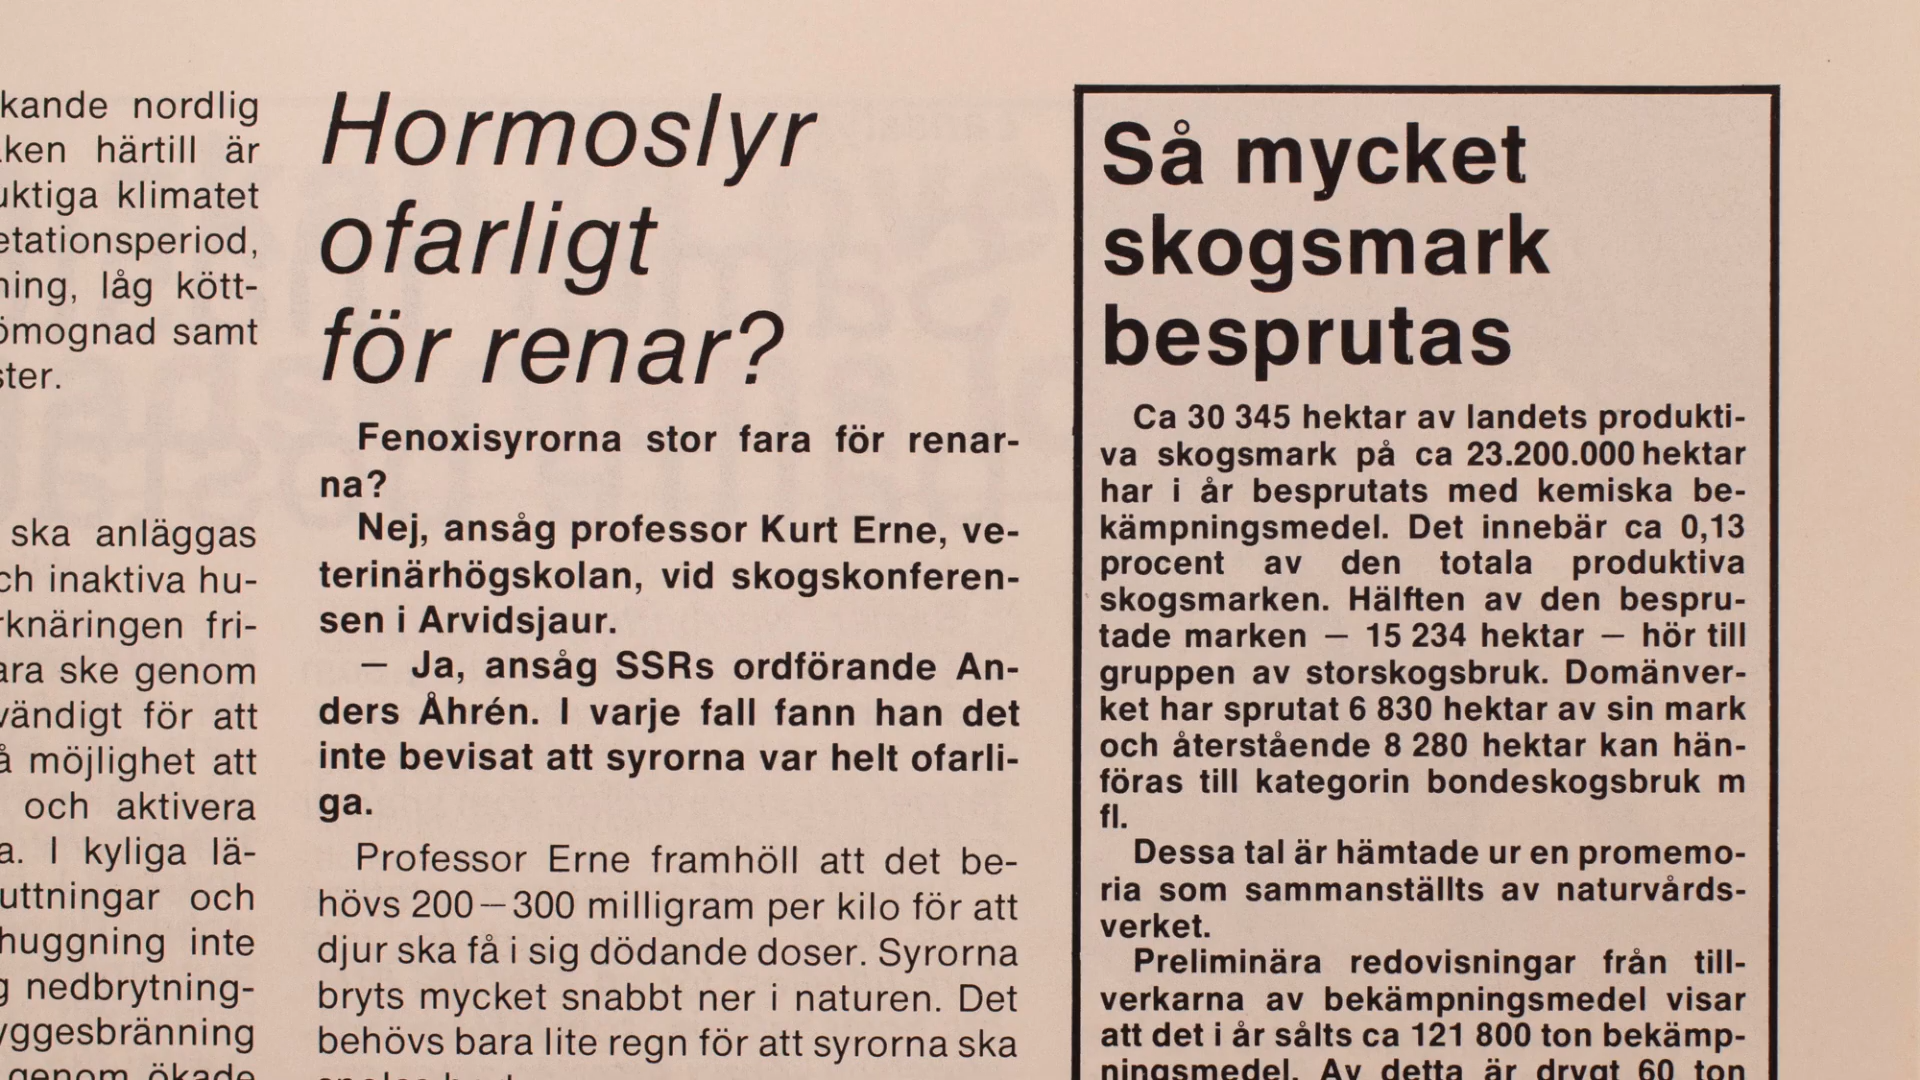 kande nordlig
ken härtill är
uktiga klimatet
etationsperiod,
ning, låg kött-
ömognad samt
ster.
ska anläggas
ch inaktiva hu-
rknäringen fri-
ara ske genom
vändigt för att
å möjlighet att
och aktivera
a. I kyliga lä-
uttningar och
huggning inte
g nedbrytning-
yggesbränning
genom ökade
Hormoslyr
ofarligt
för renar?
Fenoxisyrorna stor fara för renar-
na?
Nej, ansåg professor Kurt Erne, ve-
terinärhögskolan, vid skogskonferen-
sen i Arvidsjaur.
— Ja, ansåg SSRs ordförande An-
ders Åhrén. I varje fall fann han det
inte bevisat att syrorna var helt ofarli-
ga.
Professor Erne framhöll att det be-
hövs 200—300 milligram per kilo för att
djur ska få i sig dödande doser. Syrorna
bryts mycket snabbt ner i naturen. Det
behövs bara lite regn för att syrorna ska
Så mycket
skogsmark
besprutas
Ca 30 345 hektar av landets produkti-
va skogsmark på ca 23.200.000 hektar
har i år besprutats med kemiska be-
kämpningsmedel. Det innebär ca 0,13
procent av den totala produktiva
skogsmarken. Hälften av den bespru-
tade marken — 15 234 hektar — hör till
gruppen av storskogsbruk. Domänver-
ket har sprutat 6 830 hektar av sin mark
och återstående 8 280 hektar kan hän-
föras till kategorin bondeskogsbruk m
fl.
Dessa tal är hämtade ur en promemo-
ria som sammanställts av naturvårds-
verket.
Preliminära redovisningar från till-
verkarna av bekämpningsmedel visar
att det i år sålts ca 121 800 ton bekämp-
ningsmedel. Av detta är drygt 60 ton